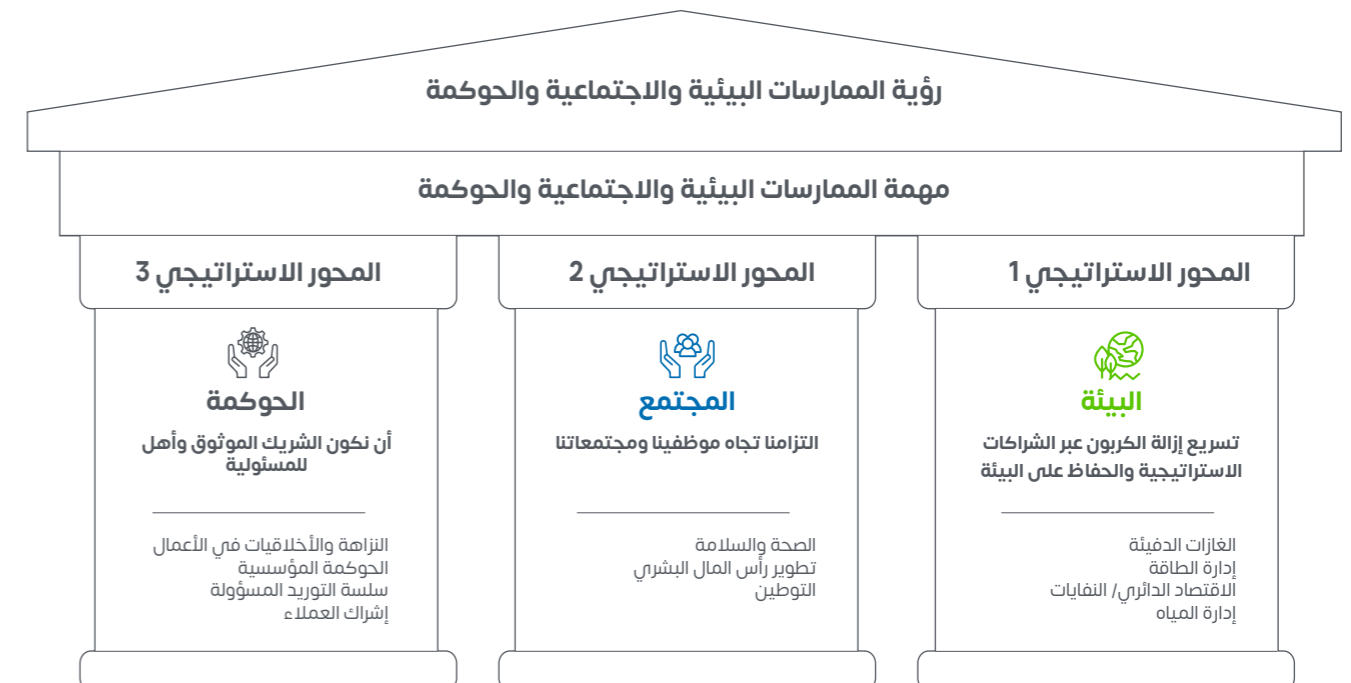 رؤية الممارسات البيئية والاجتماعية والحوكمة
مهمة الممارسات البيئية والاجتماعية والحوكمة
المحور الاستراتيجي 1
البيئة
تسريع إزالة الكربون عبر الشراكات
الاستراتيجية والحفاظ على البيئة
الغازات الدفيئة
إدارة الطاقة
الاقتصاد الدائري/ النفايات
إدارة المياه
المحور الاستراتيجي 2
المجتمع
التزامنا تجاه موظفينا ومجتمعاتنا
الصحة والسلامة
تطوير رأس المال البشري
التوطين
المحور الاستراتيجي 3
الحوكمة
أن نكون الشريك الموثوق وأهل
للمسئولية
النزاهة والأخلاقيات في الأعمال
الحوكمة المؤسسية
سلسة التوريد المسؤولة
إشراك العملاء